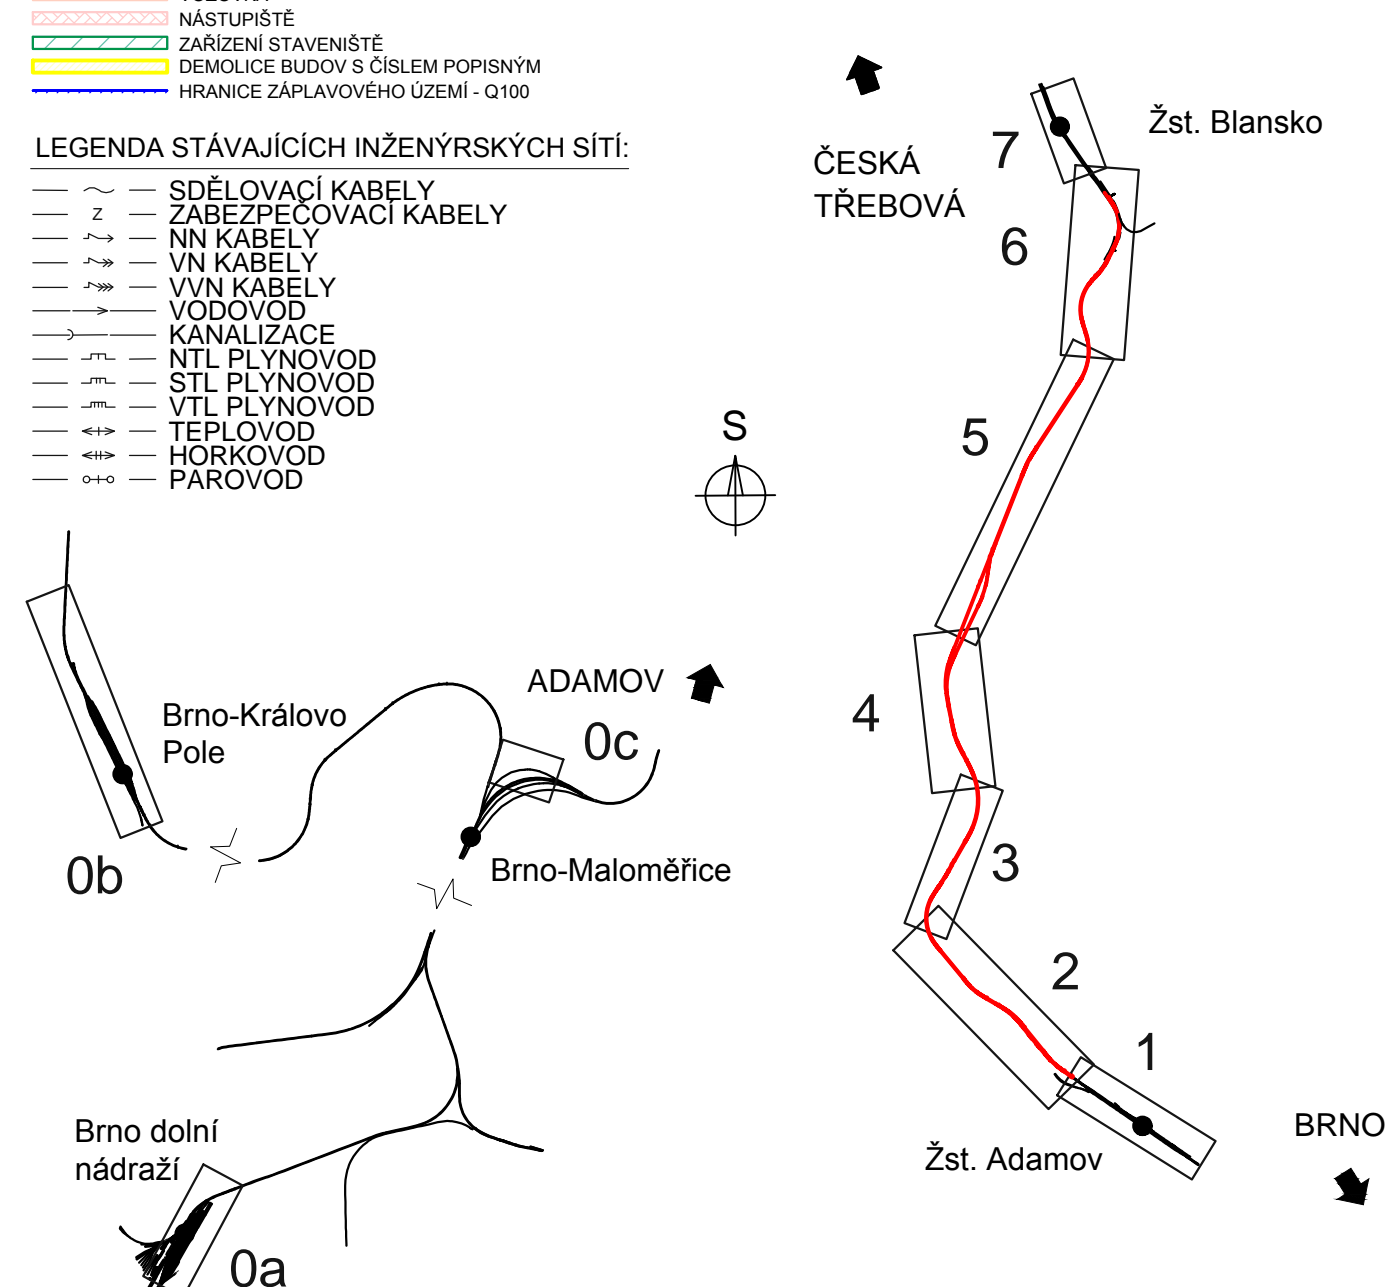 NÁSTUPIŠTĚ
ZAŘÍZENÍ STAVENIŠTĚ
DEMOLICE BUDOV S ČÍSLEM POPISNÝM
HRANICE ZÁPLAVOVÉHO ÚZEMÍ - Q100
LEGENDA STÁVAJÍCÍCH INŽENÝRSKÝCH SÍTÍ:
SDĚLOVACÍ KABELY
Z ZABEZPEČOVACÍ KABELY
NN KABELY
VN KABELY
VVN KABELY
VODOVOD
KANALIZACE
NTL PLYNOVOD
STL PLYNOVOD
VTL PLYNOVOD
TEPLOVOD
HORKOVOD
PAROVOD
ČESKÁ
TŘEBOVÁ
Žst. Blansko
7
6
5
S
4
3
2
1
Žst. Adamov
BRNO
ADAMOV
0c
Brno-Královo
Pole
0b
Brno-Maloměřice
Brno dolní
nádraží
0a